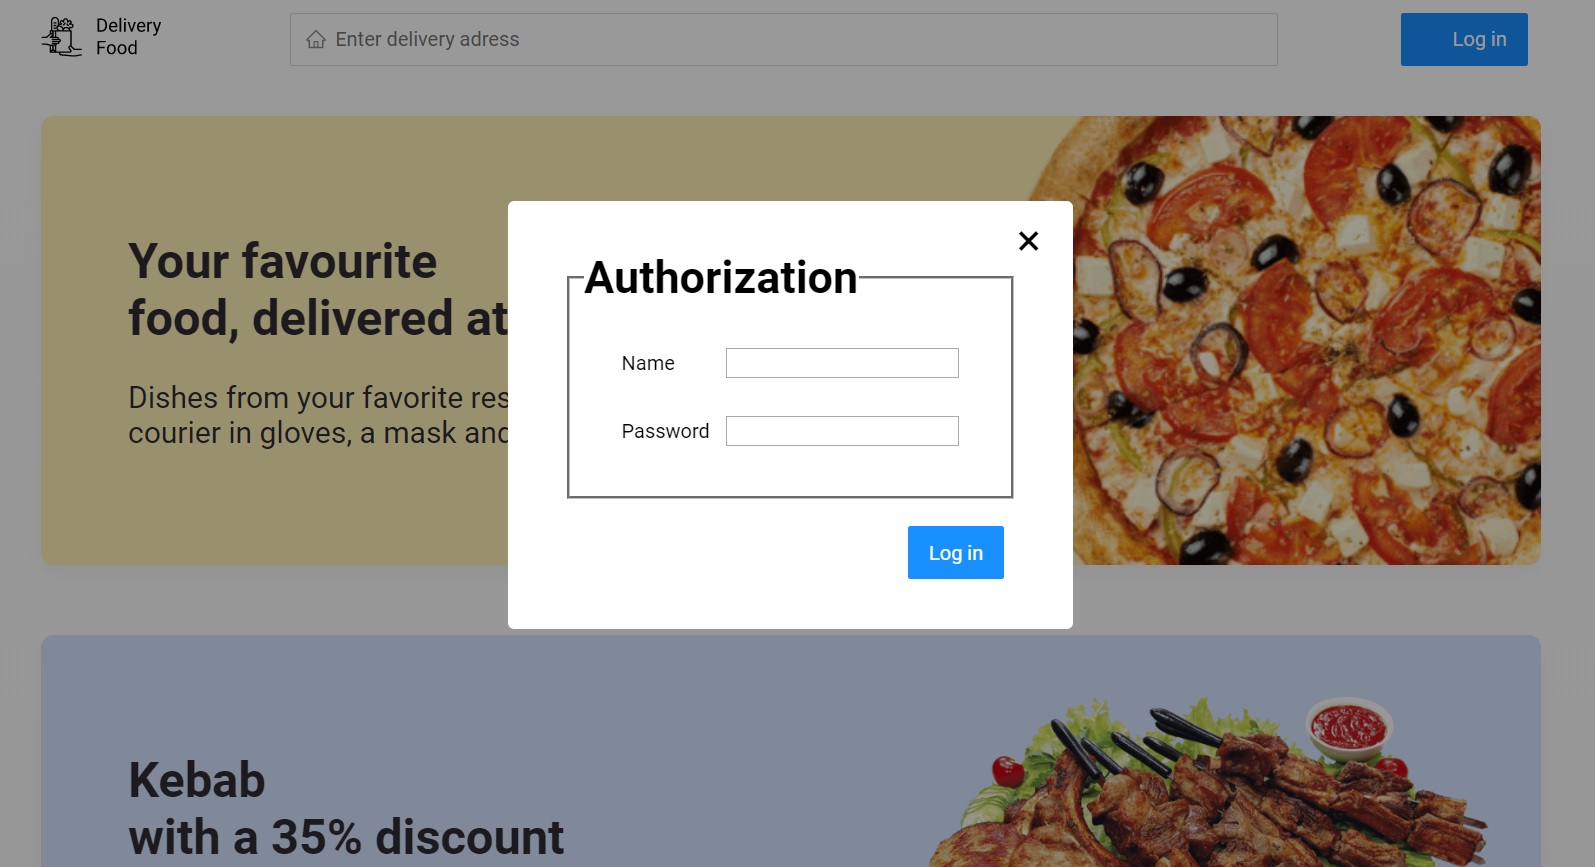 Delivery
Food
Enter delivery adress
Log in
Your favourite
food, delivered at
Dishes from your favorite res
courier in gloves, a mask and
Authorization
Name
Password
Log in
Kebab
with a 35% discount